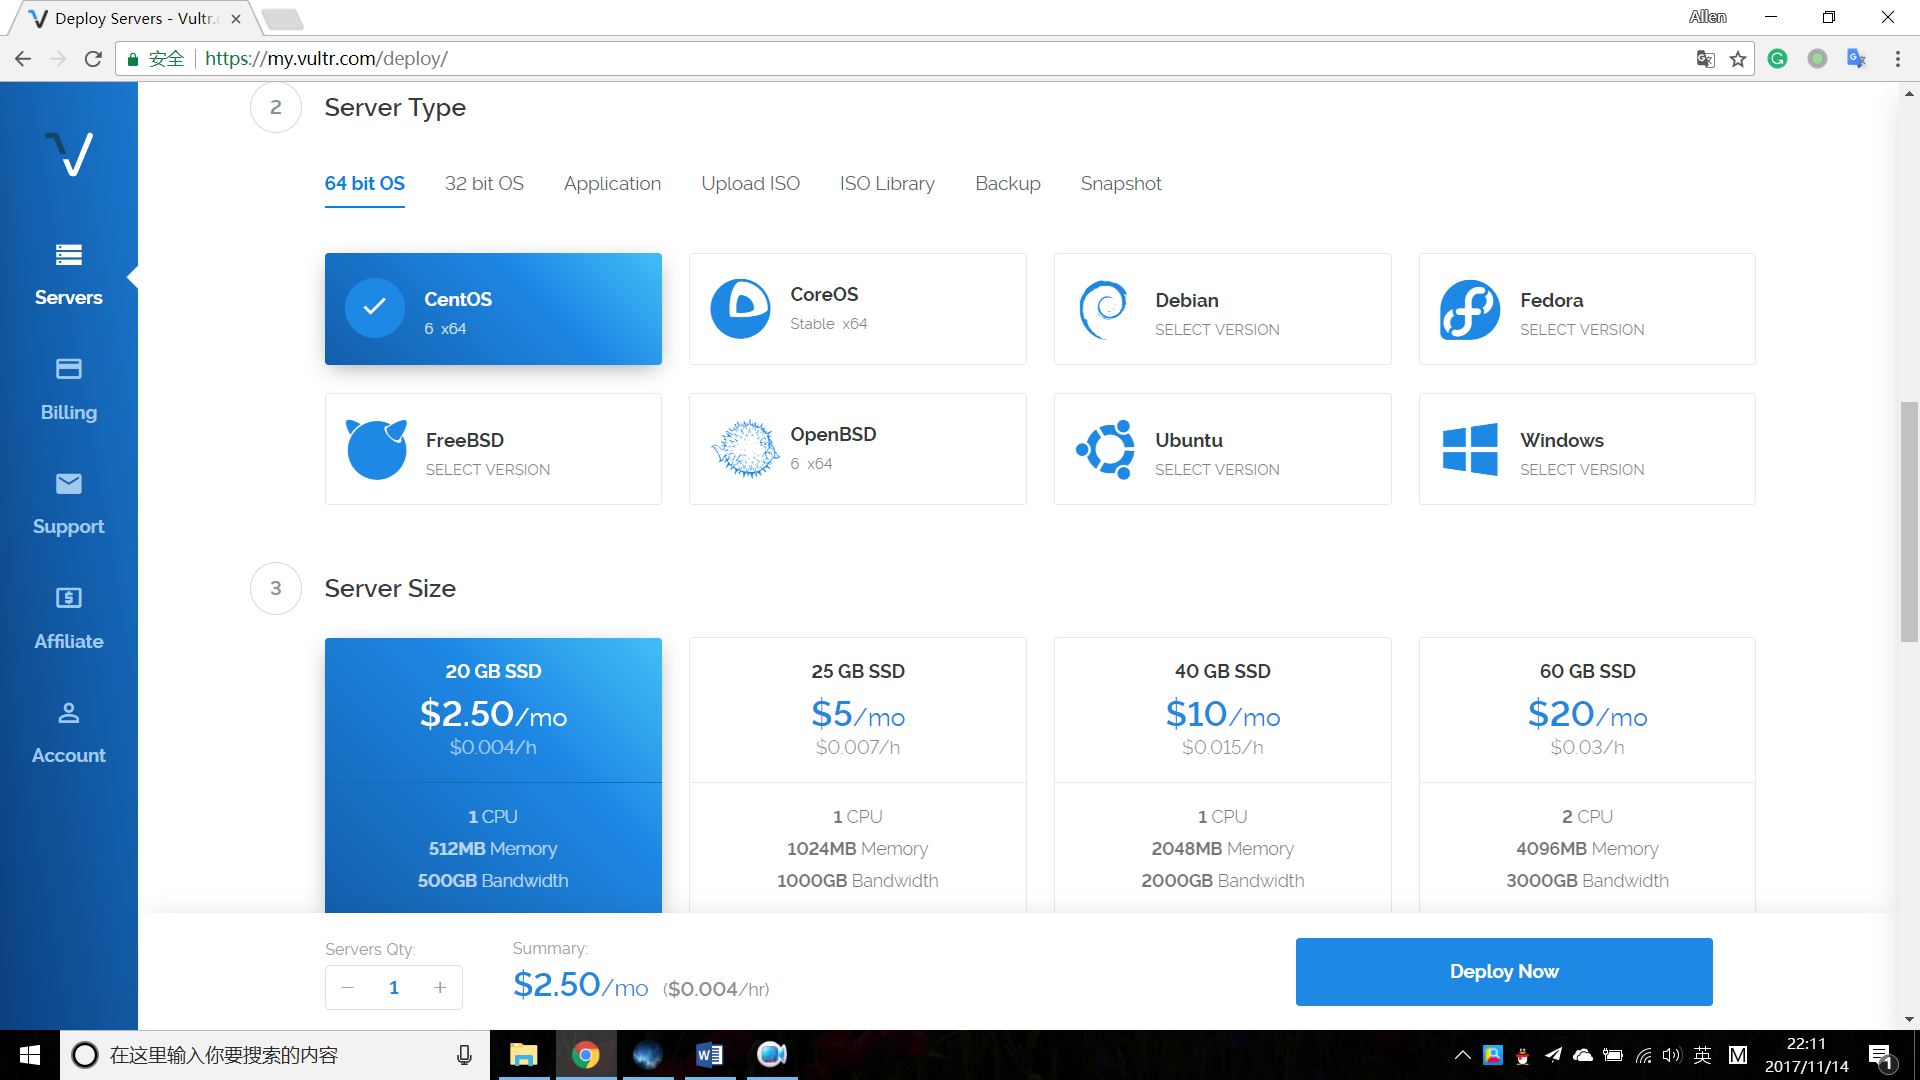 Deploy Servers - Vultr.c
Allen
安全
https://my.vultr.com/deploy/
2
Server Type
64 bit OS
32 bit OS
Application
Upload ISO
ISO Library
Backup
Snapshot
CentOS
6 x64
CoreOS
Stable x64
Debian
SELECT VERSION
Fedora
SELECT VERSION
FreeBSD
SELECT VERSION
OpenBSD
6 x64
Ubuntu
SELECT VERSION
Windows
SELECT VERSION
Servers
Billing
Support
Affiliate
Account
3
Server Size
20 GB SSD
$2.50/mo
$0.004/h
1 CPU
512MB Memory
500GB Bandwidth
25 GB SSD
$5/mo
$0.007/h
1 CPU
1024MB Memory
1000GB Bandwidth
40 GB SSD
$10/mo
$0.015/h
1 CPU
2048MB Memory
2000GB Bandwidth
60 GB SSD
$20/mo
$0.03/h
2 CPU
4096MB Memory
3000GB Bandwidth
Servers Qty:
− 1 +
Summary:
$2.50/mo ($0.004/hr)
Deploy Now
在这里输入你要搜索的内容
英
M
22:11
2017/11/14
1